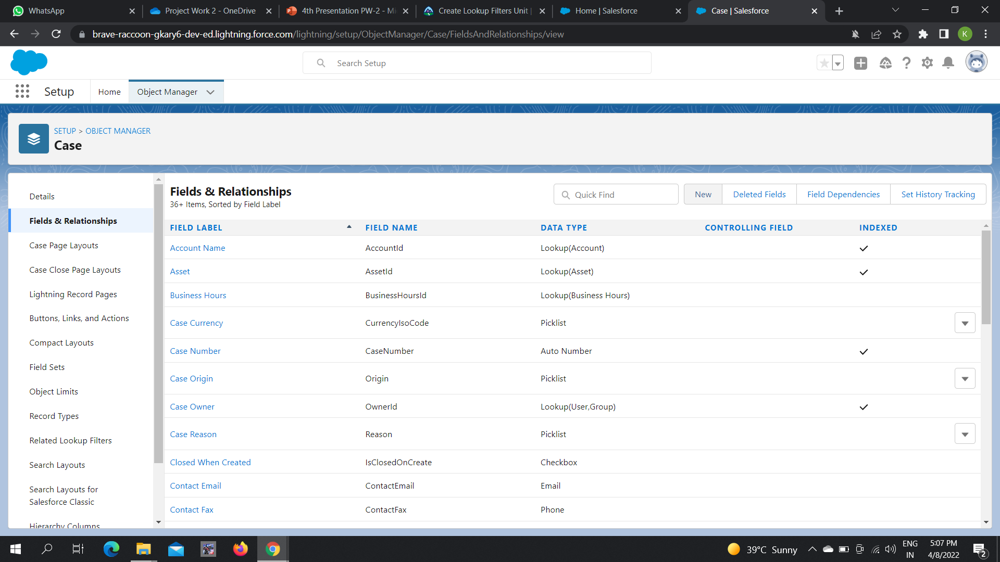 WhatsApp
Project Work 2 - OneDrive
4th Presentation PW-2 - Mi
Create Lookup Filters Unit |
Home | Salesforce
Case | Salesforce
brave-raccoon-gkary6-dev-ed.lightning.force.com/lightning/setup/ObjectManager/Case/FieldsAndRelationships/view
K
Search Setup
Setup
Home
Object Manager
SETUP > OBJECT MANAGER
Case
Details
Fields & Relationships
Case Page Layouts
Case Close Page Layouts
Lightning Record Pages
Buttons, Links, and Actions
Compact Layouts
Field Sets
Object Limits
Record Types
Related Lookup Filters
Search Layouts
Search Layouts for
Salesforce Classic
Hierarchy Columns
Fields & Relationships
36+ Items, Sorted by Field Label
Quick Find
New
Deleted Fields
Field Dependencies
Set History Tracking
FIELD LABEL FIELD NAME DATA TYPE CONTROLLING FIELD INDEXED
Account Name AccountId Lookup(Account)
Asset AssetId Lookup(Asset)
Business Hours BusinessHoursId Lookup(Business Hours)
Case Currency CurrencyIsoCode Picklist
Case Number CaseNumber Auto Number
Case Origin Origin Picklist
Case Owner OwnerId Lookup(User,Group)
Case Reason Reason Picklist
Closed When Created IsClosedOnCreate Checkbox
Contact Email ContactEmail Email
Contact Fax ContactFax Phone
39°C Sunny
ENG
IN
5:07 PM
4/8/2022
2